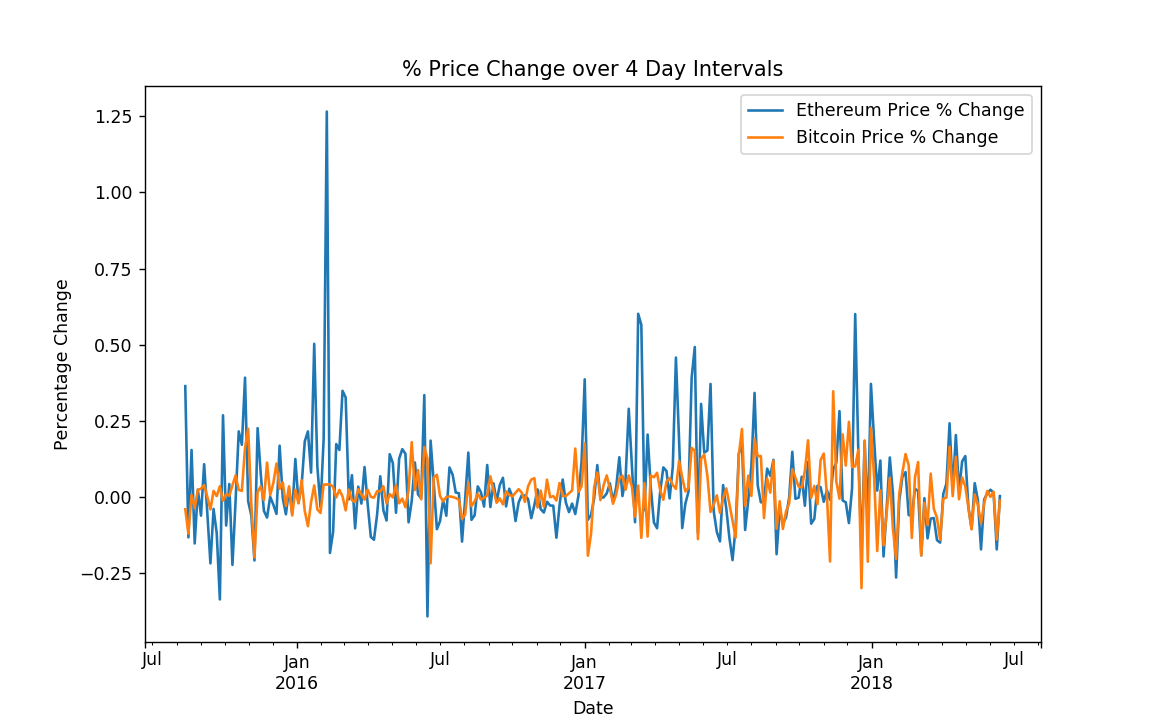 % Price Change over 4 Day Intervals
Ethereum Price % Change
Bitcoin Price % Change
Percentage Change
1.25
1.00
0.75
0.50
0.25
0.00
−0.25
Jul Jan Jul Jan Jul Jan Jul
2016 2017 2018
Date